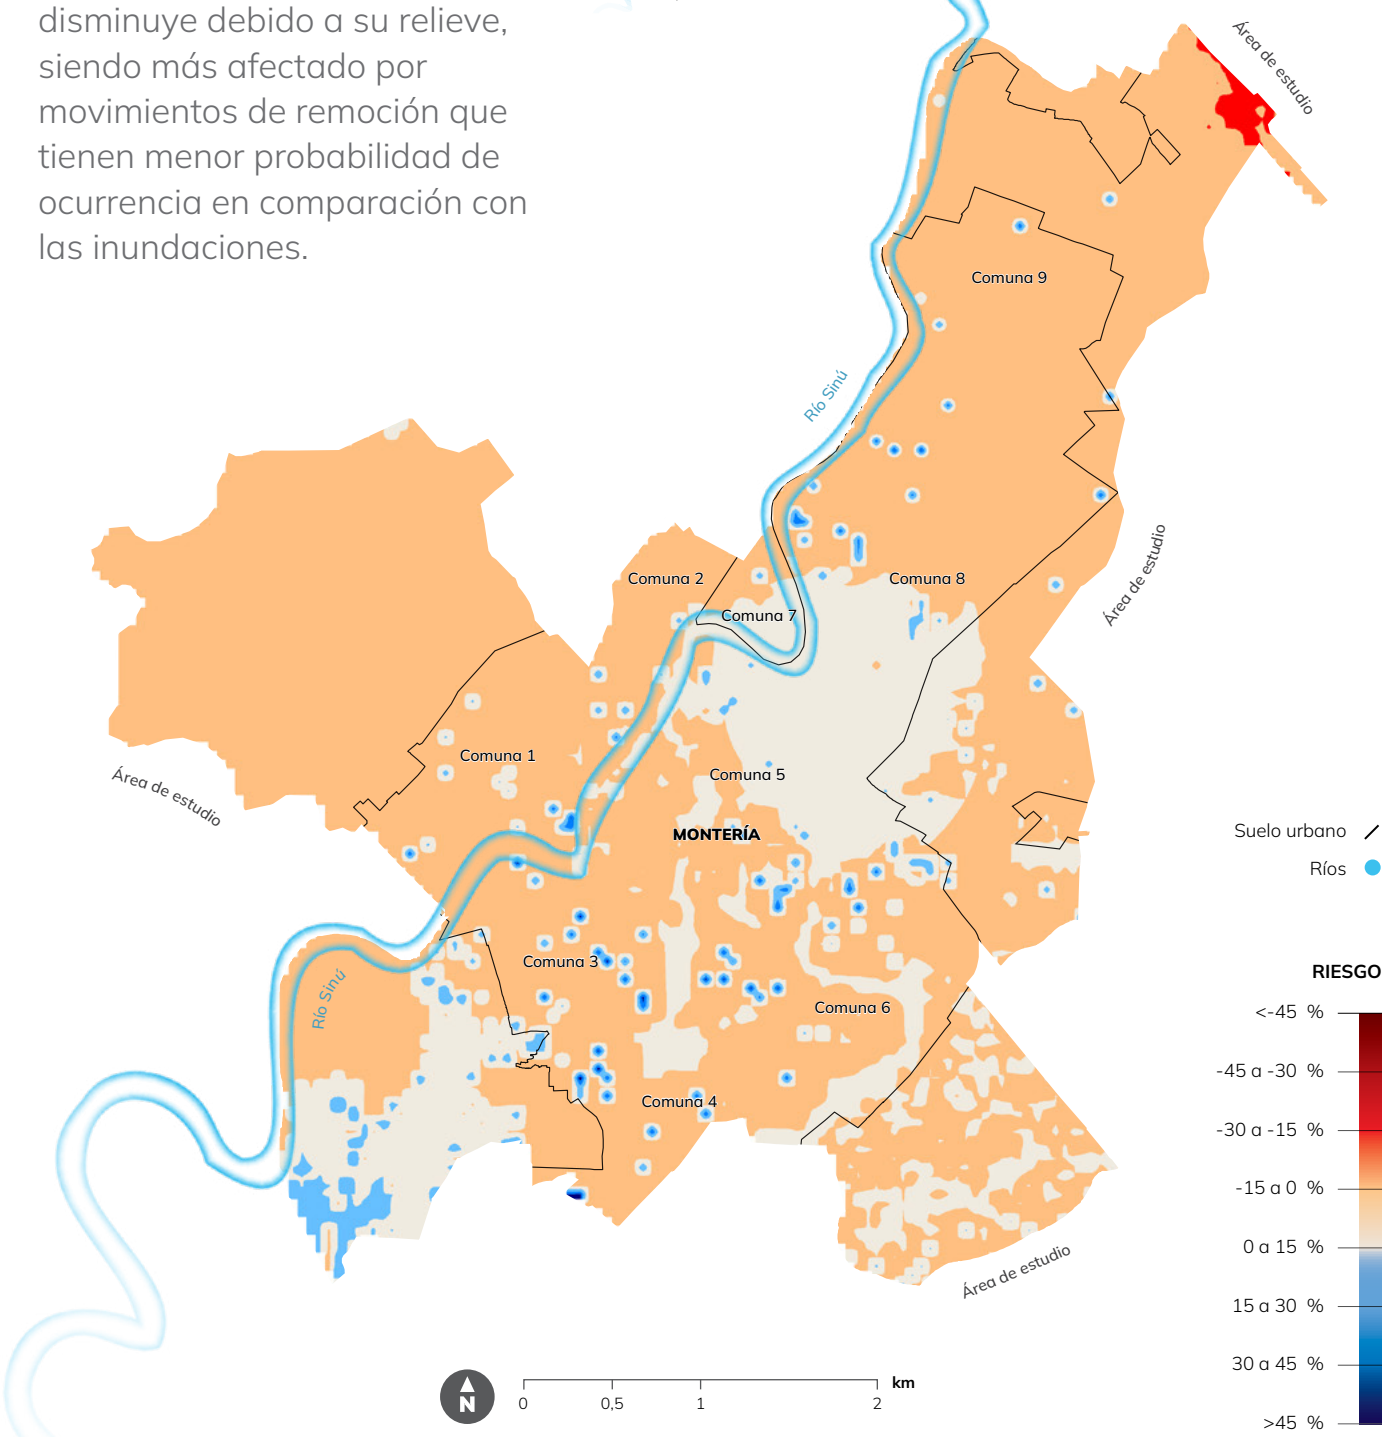 disminuye debido a su relieve,
siendo más afectado por
movimientos de remoción que
tienen menor probabilidad de
ocurrencia en comparación con
las inundaciones.
Área de estudio
Comuna 9
Río Sinú
Área de estudio
Comuna 2
Comuna 8
Comuna 7
Comuna 1
Comuna 5
Área de estudio
MONTERÍA
Comuna 3
Río Sinú
Comuna 6
Comuna 4
Área de estudio
Suelo urbano
Ríos
RIESGO
<-45 %
-45 a -30 %
-30 a -15 %
-15 a 0 %
0 a 15 %
15 a 30 %
30 a 45 %
>45 %
N
0 0,5 1 2 km